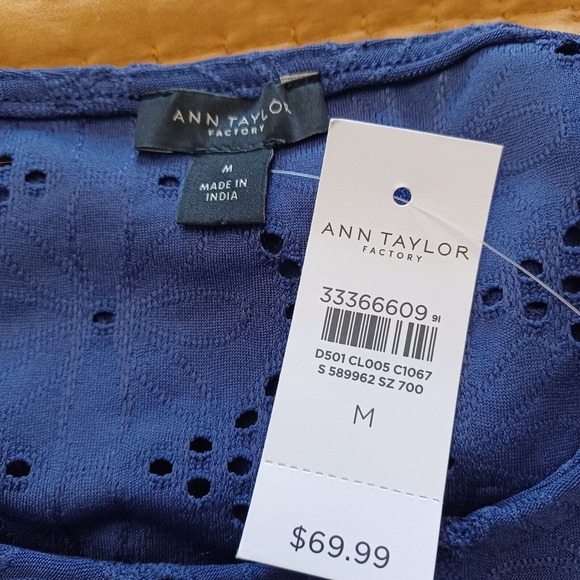 ANN TAYLOR
FACTORY
M
MADE IN
INDIA
ANN TAYLOR
FACTORY
33366609 91
D501 CL005 C1067
S 589962 SZ 700
M
$69.99